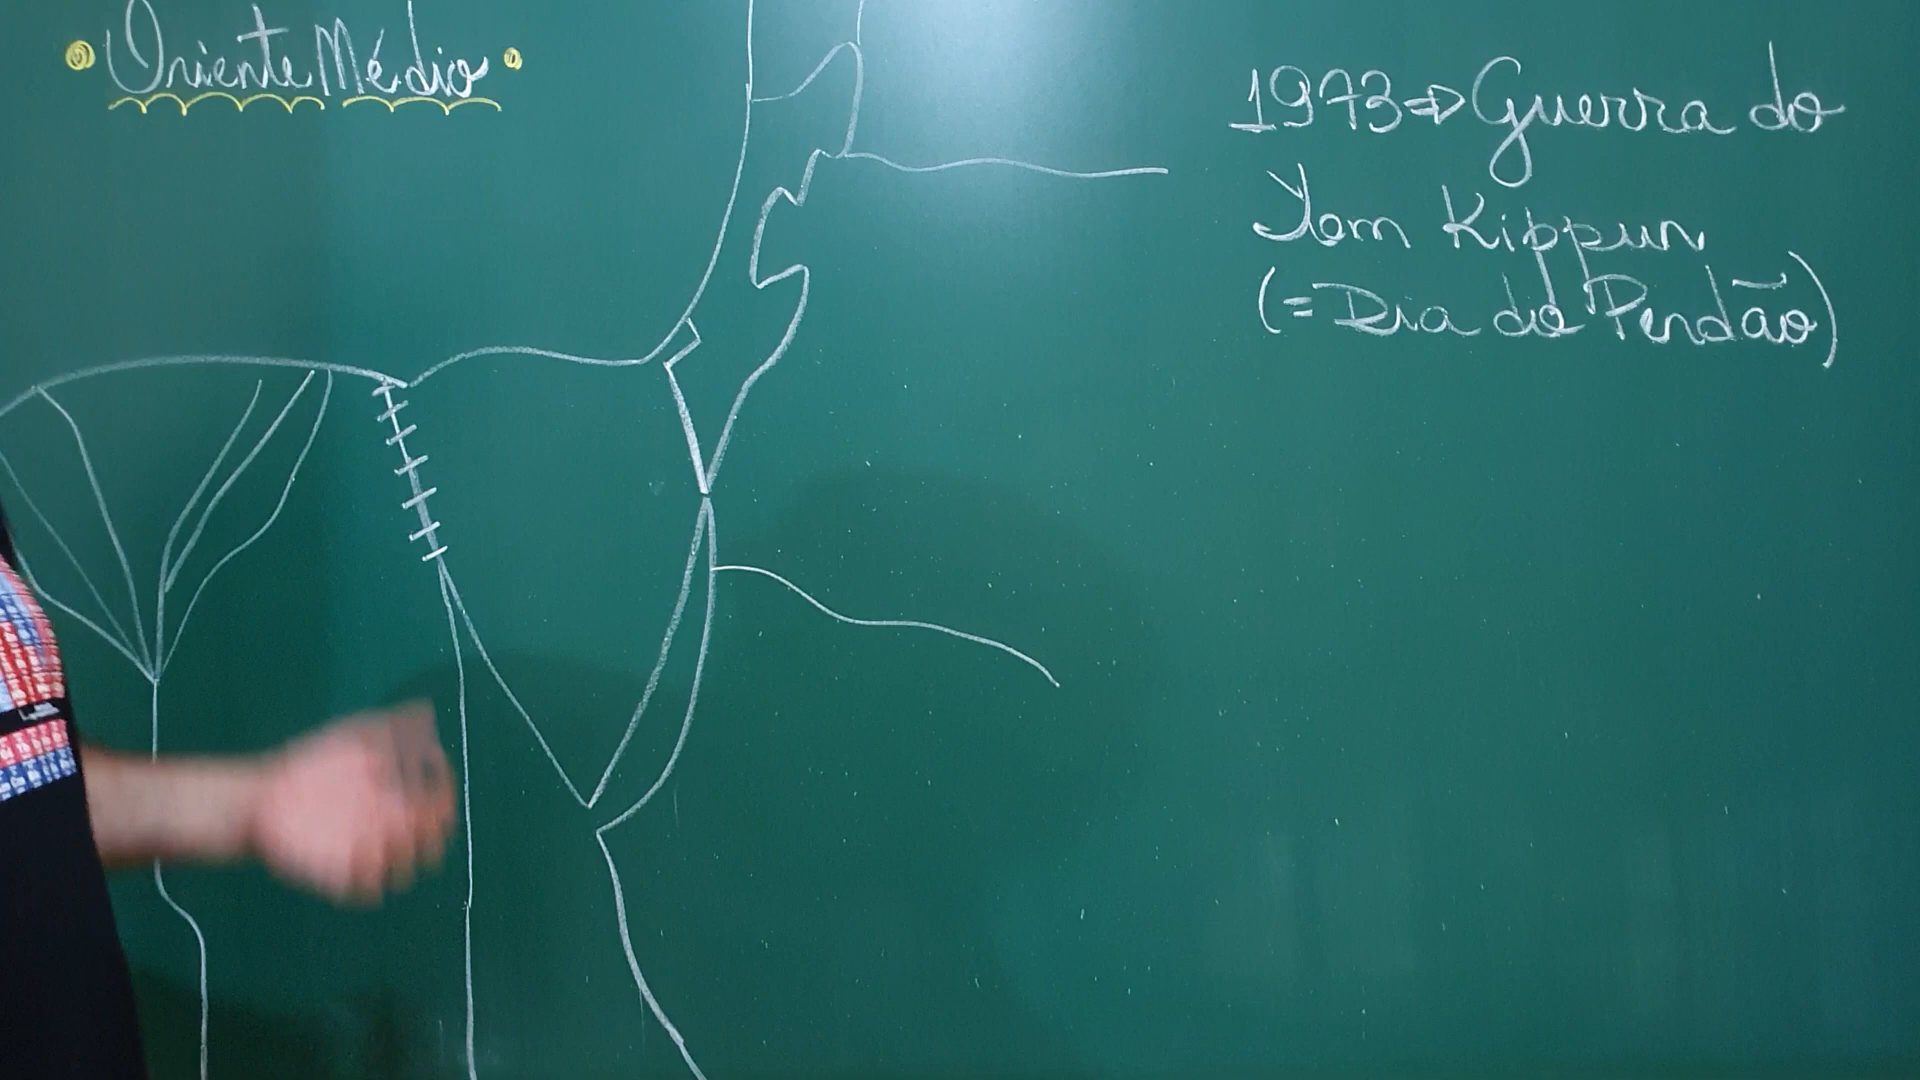 Oriente Médio
1973⇒Guerra do
Yom Kippur
(=Dia do Perdão)